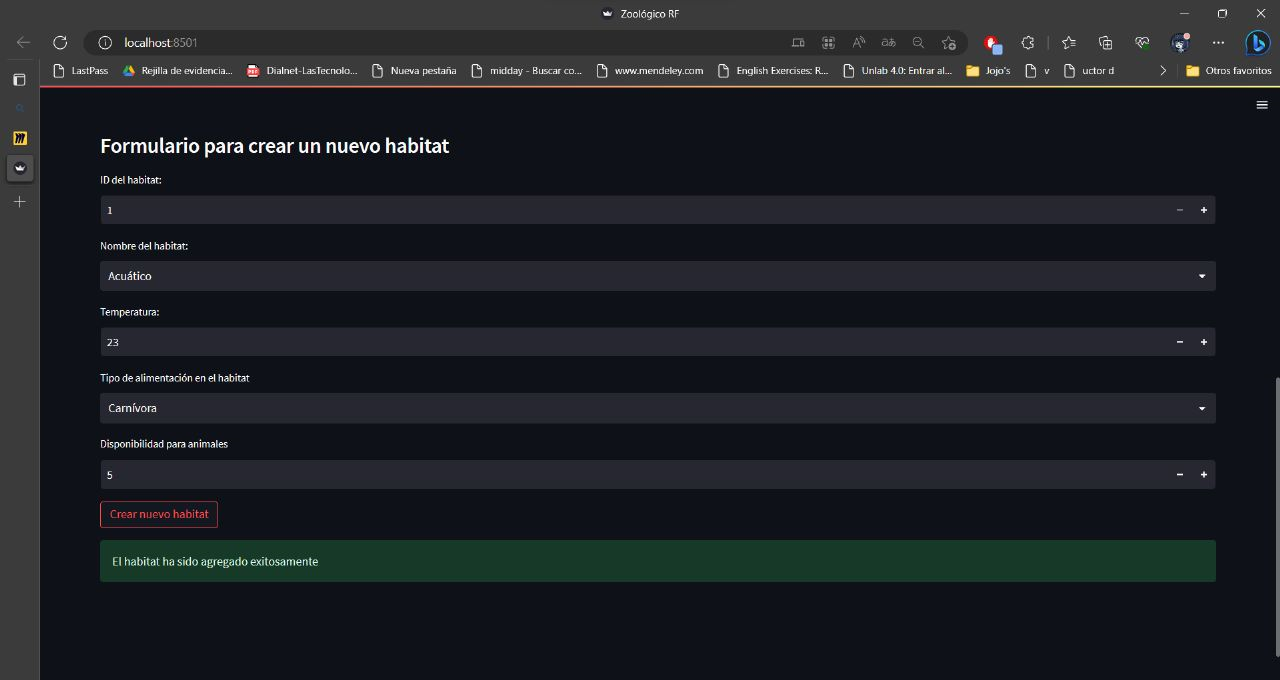 Zoológico RF
localhost:8501
LastPass
Rejilla de evidencia...
Dialnet-LasTecnolo...
Nueva pestaña
midday - Buscar co...
www.mendeley.com
English Exercises: R...
Unlab 4.0: Entrar al...
Jojo's
v
uctor d
Otros favoritos
Formulario para crear un nuevo habitat
ID del habitat:
1
Nombre del habitat:
Acuático
Temperatura:
23
Tipo de alimentación en el habitat
Carnívora
Disponibilidad para animales
5
Crear nuevo habitat
El habitat ha sido agregado exitosamente